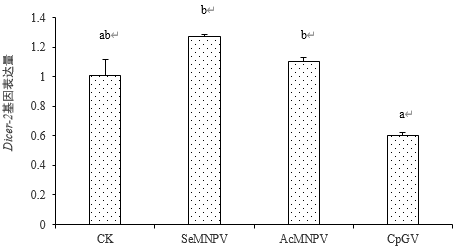 1.4
1.2
1
0.8
0.6
0.4
0.2
0
Dicer-2基因表达量
ab↵
b↵
b↵
a↵
CK
SeMNPV
AcMNPV
CpGV